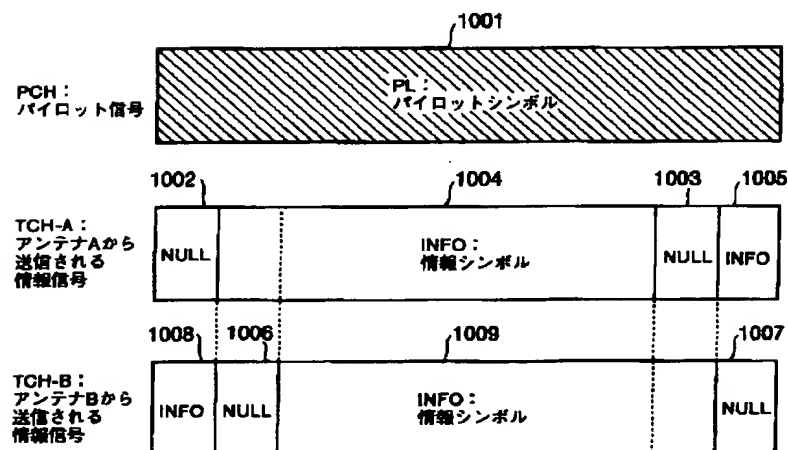 1001
PCH：
パイロット信号
PL：
パイロットシンボル
1002
1004
1003
1005
TCH-A：
アンテナAから
送信される
情報信号
NULL
INFO：
情報シンボル
NULL
INFO
1008
1006
1009
1007
TCH-B：
アンテナBから
送信される
情報信号
INFO
NULL
INFO：
情報シンボル
NULL